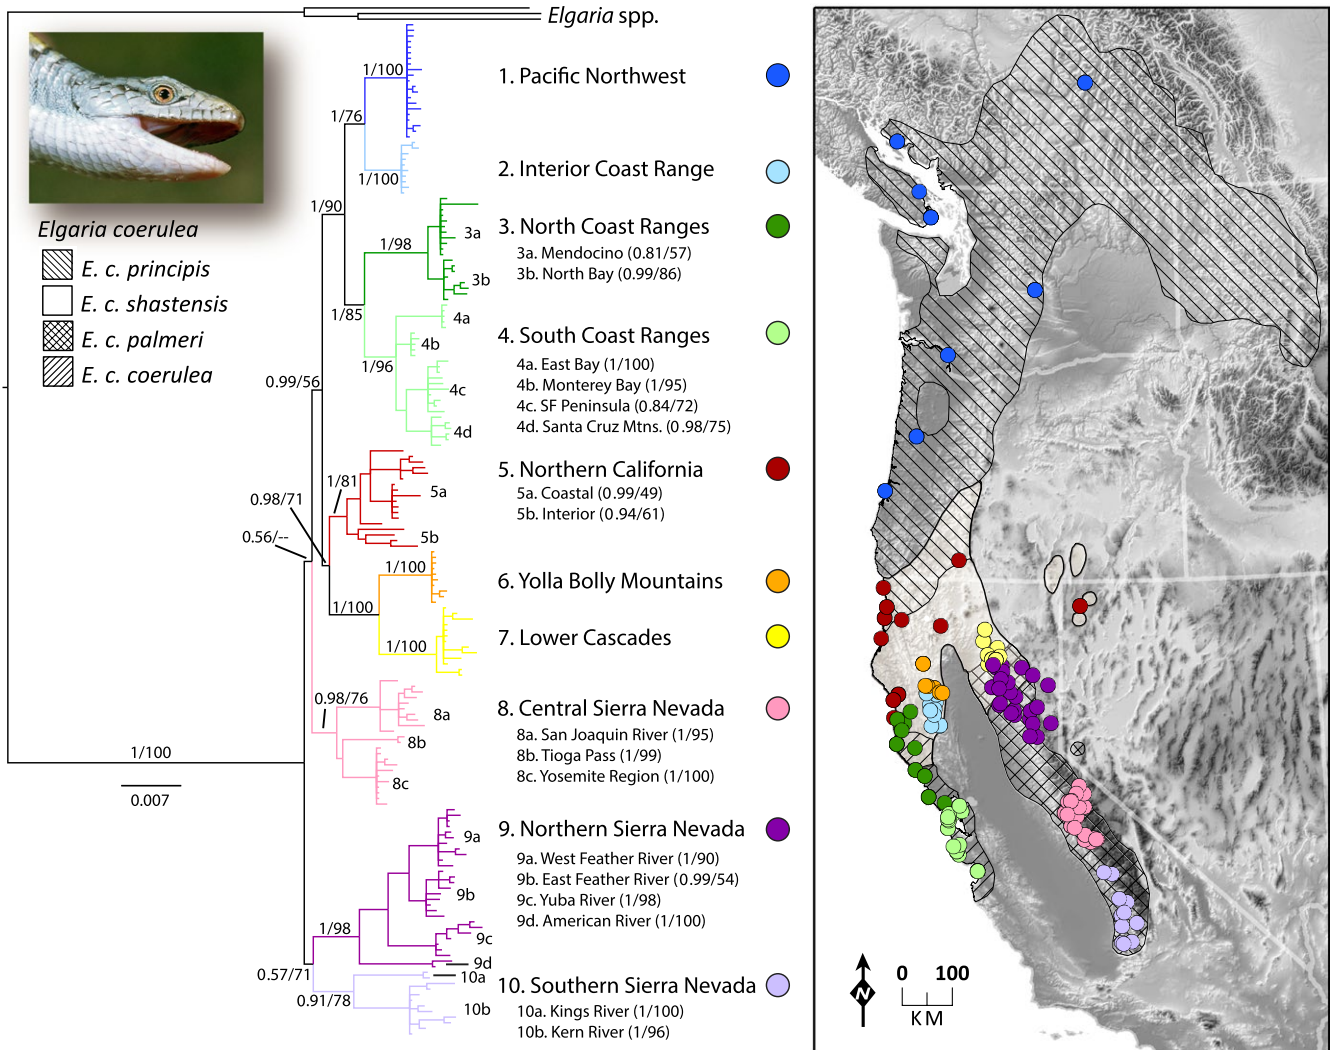 Elgaria spp.
1/100
1. Pacific Northwest
1/76
1/100
2. Interior Coast Range
Elgaria coerulea
E. c. principis
E. c. shastensis
E. c. palmeri
E. c. coerulea
1/90
1/98
3a
3b
3. North Coast Ranges
3a. Mendocino (0.81/57)
3b. North Bay (0.99/86)
1/85
4a
4b
1/96
4c
4d
4. South Coast Ranges
4a. East Bay (1/100)
4b. Monterey Bay (1/95)
4c. SF Peninsula (0.84/72)
4d. Santa Cruz Mtns. (0.98/75)
0.99/56
1/81
0.98/71
0.56/--
5a
5b
5. Northern California
5a. Coastal (0.99/49)
5b. Interior (0.94/61)
1/100
6. Yolla Bolly Mountains
1/100
1/100
7. Lower Cascades
0.98/76
8a
8b
8c
8. Central Sierra Nevada
8a. San Joaquin River (1/95)
8b. Tioga Pass (1/99)
8c. Yosemite Region (1/100)
1/100
0.007
9a
9b
9c
9d
9. Northern Sierra Nevada
9a. West Feather River (1/90)
9b. East Feather River (0.99/54)
9c. Yuba River (1/98)
9d. American River (1/100)
1/98
0.57/71
0.91/78
10a
10b
10. Southern Sierra Nevada
10a. Kings River (1/100)
10b. Kern River (1/96)
N
0 100
KM